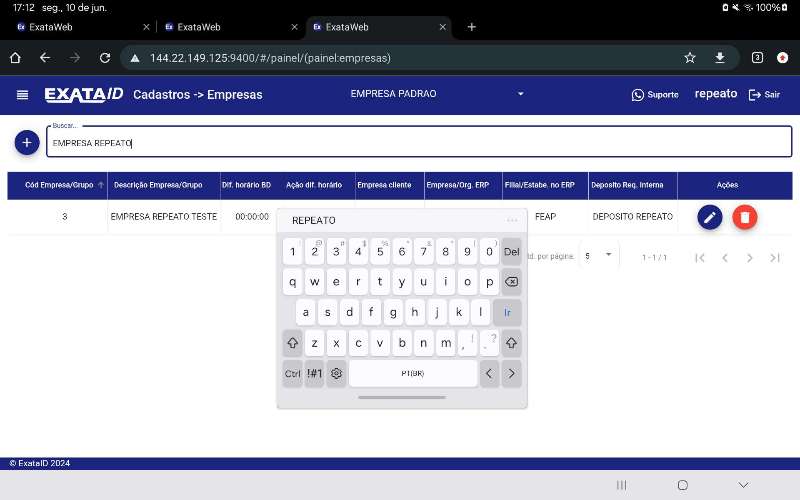 17:12 seg., 10 de jun. 100%
ExataWeb ExataWeb ExataWeb
144.22.149.125:9400/#/painel/(painel:empresas) 3
EXATAID Cadastros -> Empresas EMPRESA PADRAO Suporte repeato Sair
Buscar...
EMPRESA REPEATO
Cód Empresa/Grupo Descrição Empresa/Grupo Dif. horário BD Ação dif. horário Empresa cliente Empresa/Org. ERP Filial/Estabe. no ERP Deposito Req. Interna Ações
3 EMPRESA REPEATO TESTE 00:00:00 FEAP DEPOSITO REPEATO
REPEATO ...
td. por página. 5 1 - 1 / 1
1 2 3 4 5 6 7 8 9 0 Del
q w e r t y u i o p
a s d f g h j k l Ir
z x c v b n m , ! . ?
Ctrl !#1 PT(BR) < >
© ExataID 2024